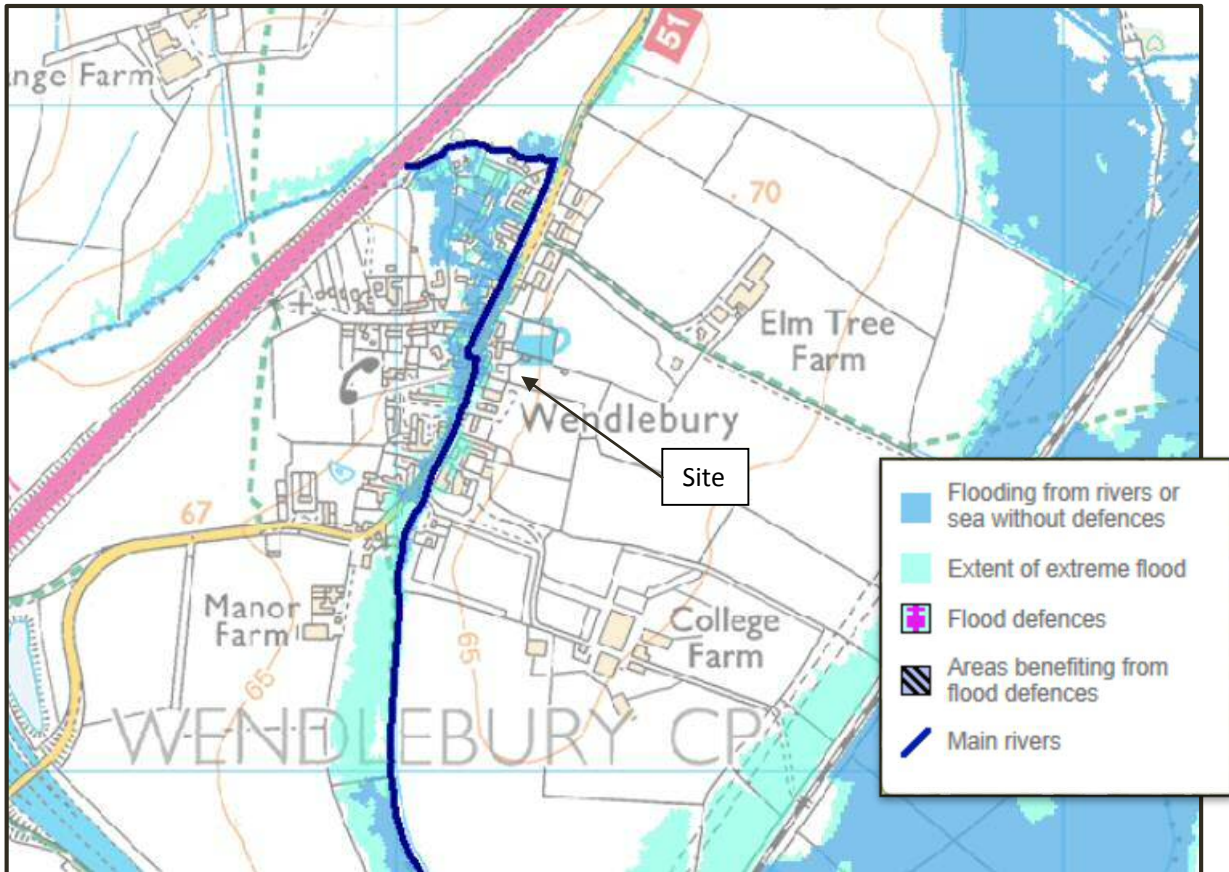 51
ange Farm
70
Elm Tree
Farm
Wendlebury
Site
67
Manor
Farm
65
65
College
Farm
WENDLEBURY CP
Flooding from rivers or
sea without defences
Extent of extreme flood
Flood defences
Areas benefiting from
flood defences
Main rivers